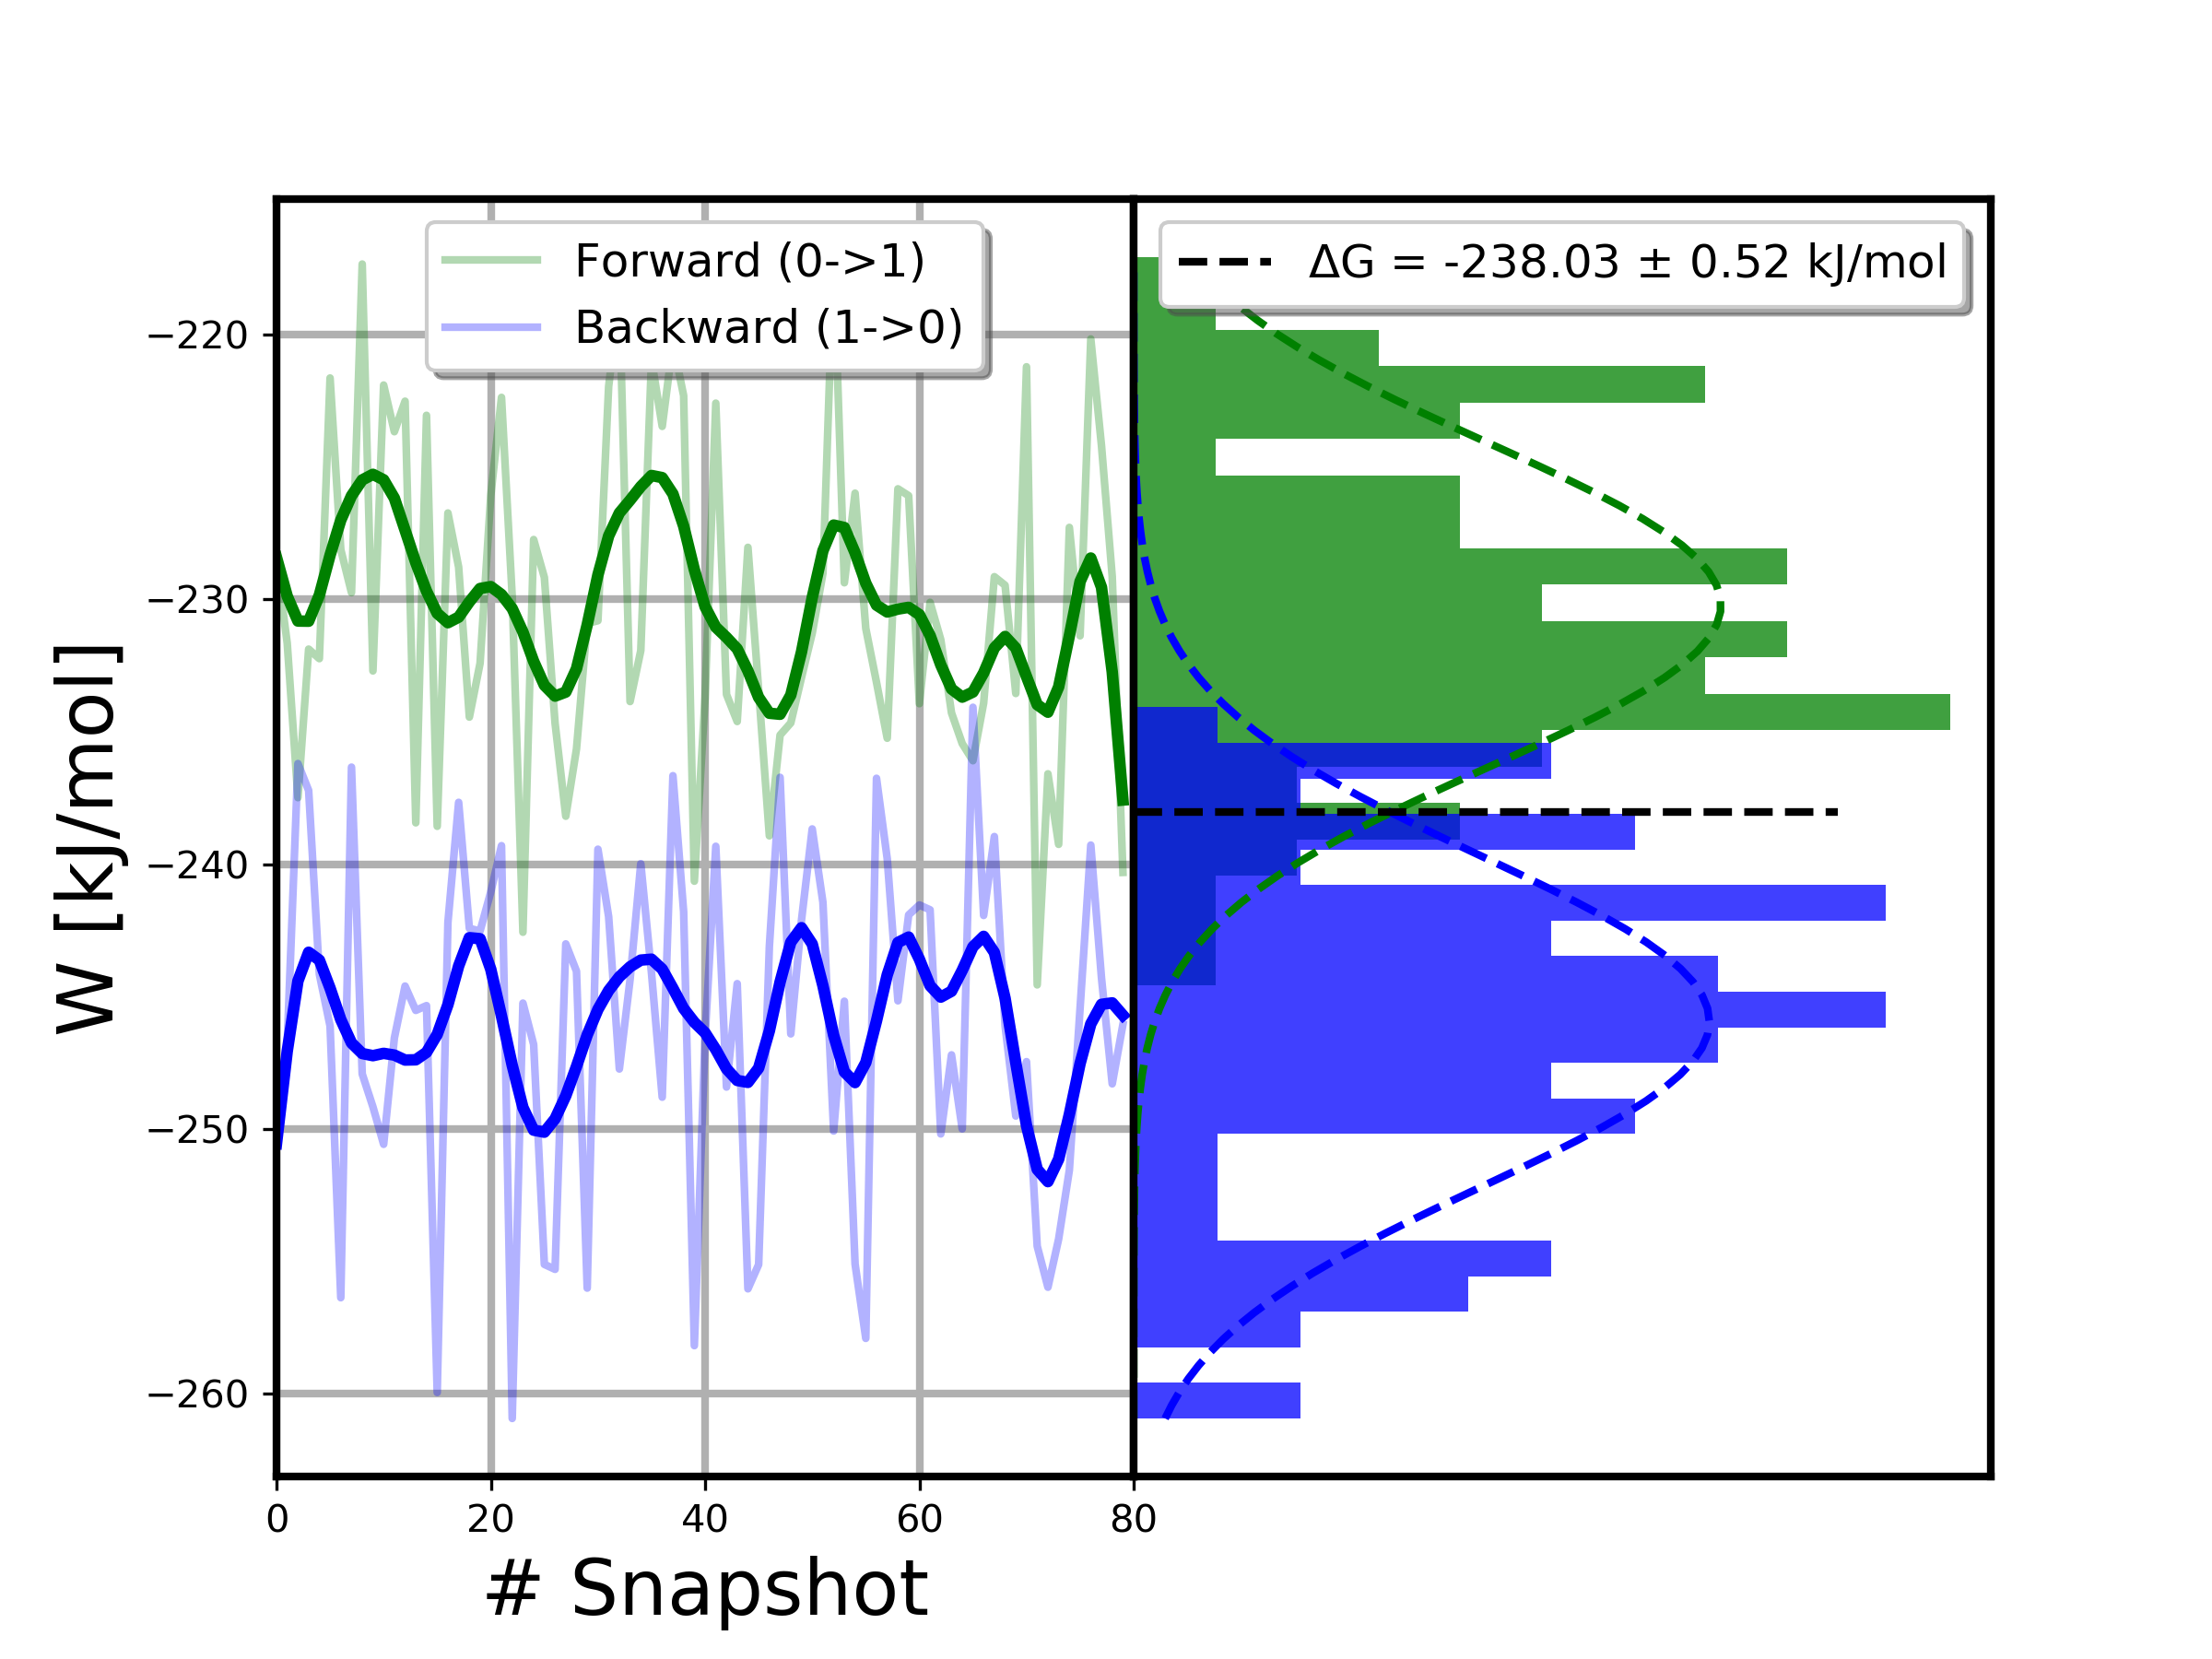 Forward (0->1)
Backward (1->0)
ΔG = -238.03 ± 0.52 kJ/mol
−220
−230
−240
−250
−260
W [kJ/mol]
0 20 40 60 80
# Snapshot